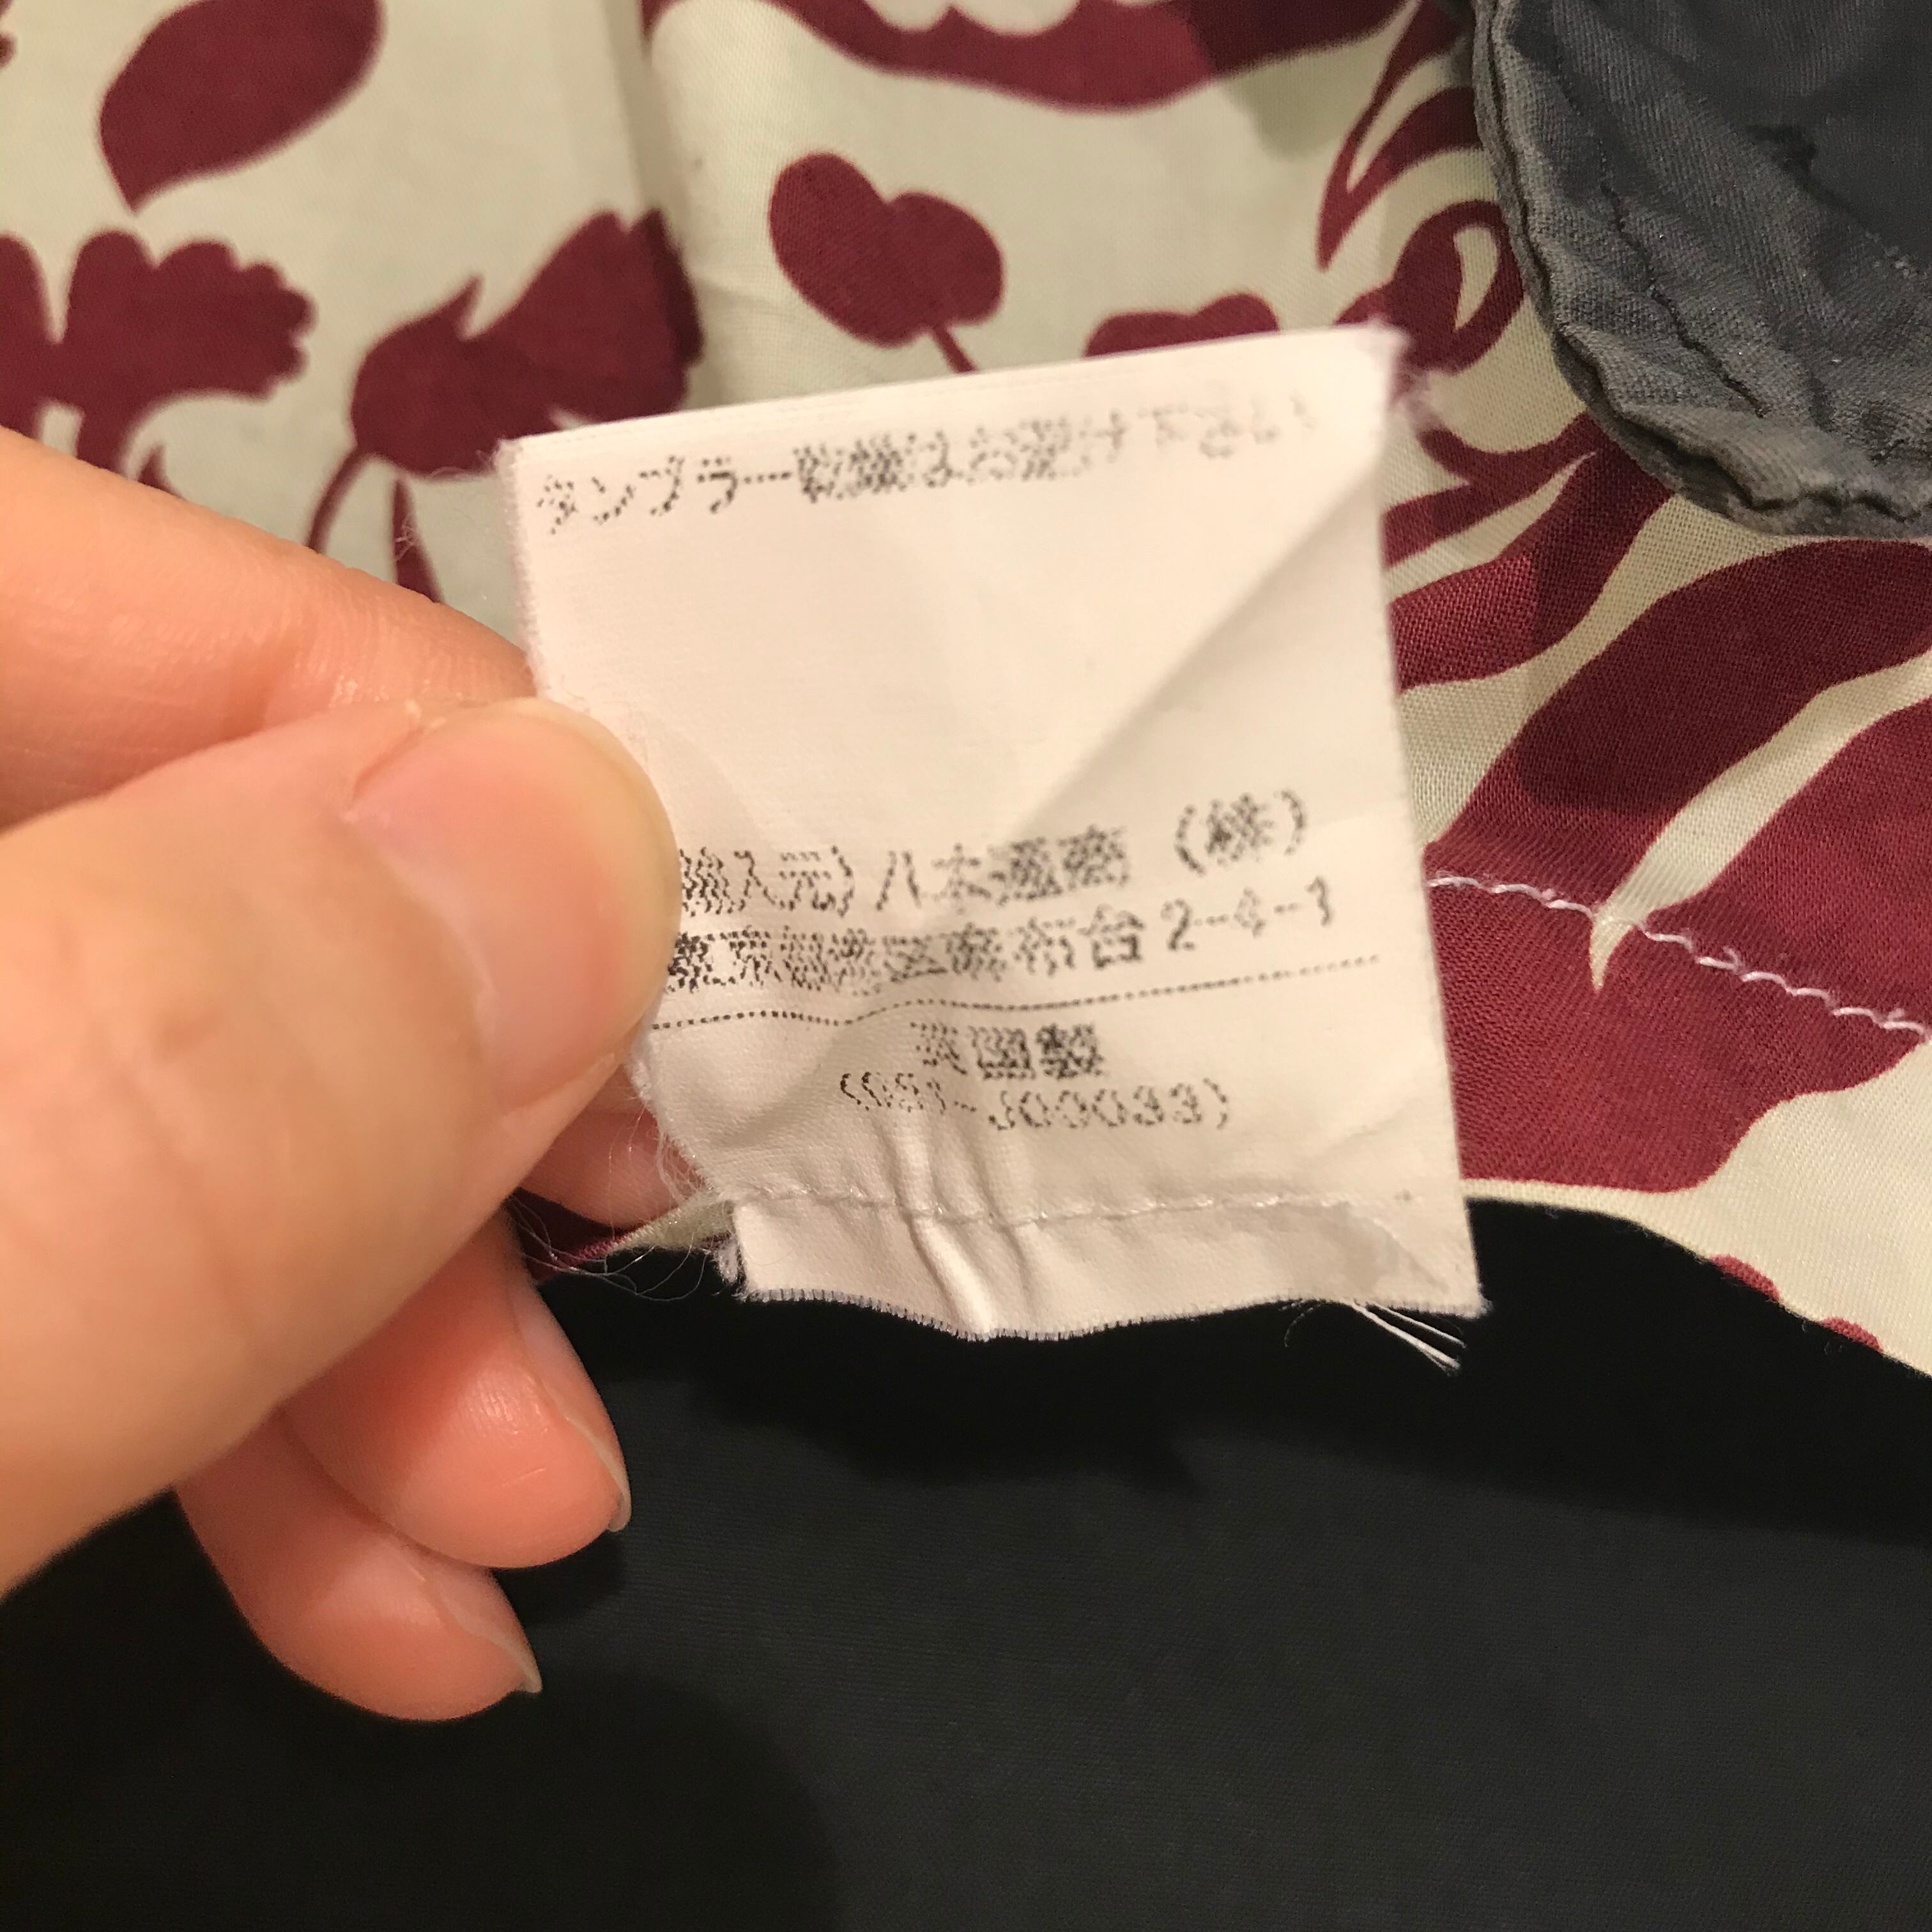 タンブラー乾燥はお避け下さい
輸入元) 八木通商 (株)
東京都港区麻布台2-4-1
英国製
(051-J00033)